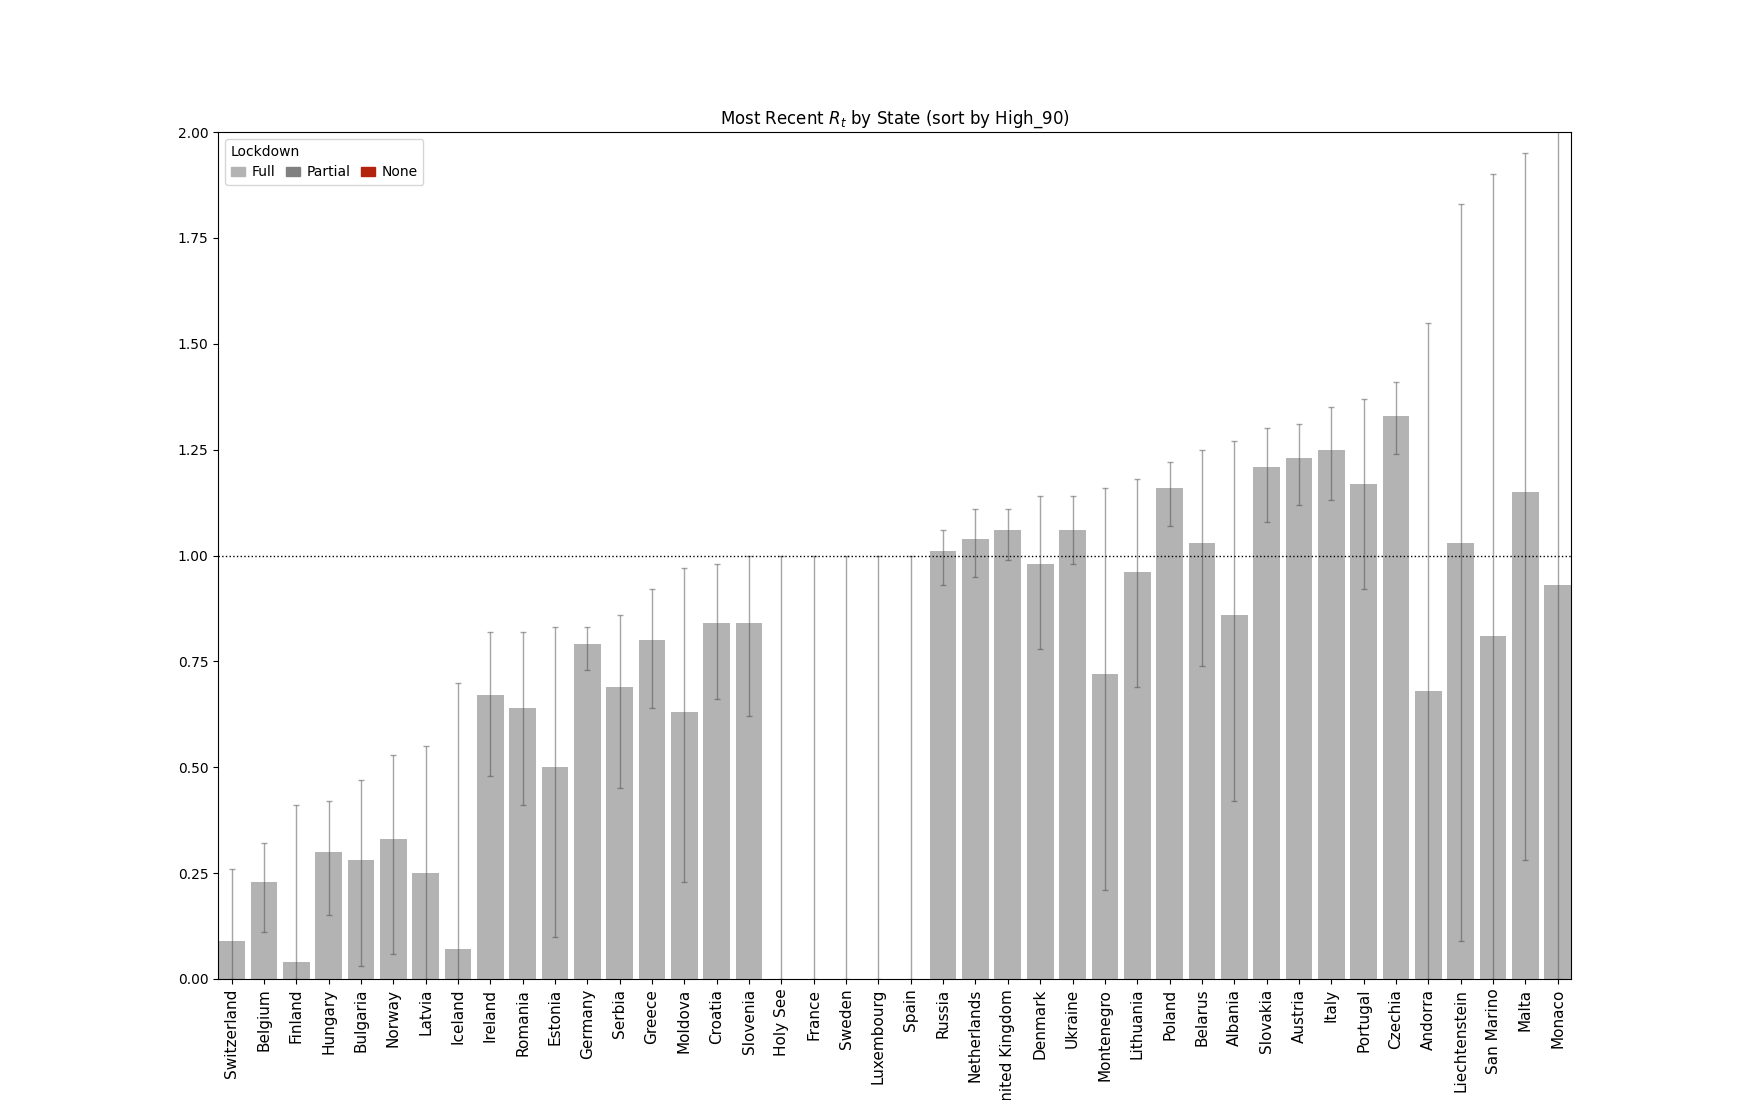 Most Recent R_t by State (sort by High_90)
Lockdown
Full Partial None
2.00
1.75
1.50
1.25
1.00
0.75
0.50
0.25
0.00
Switzerland
Belgium
Finland
Hungary
Bulgaria
Norway
Latvia
Iceland
Ireland
Romania
Estonia
Germany
Serbia
Greece
Moldova
Croatia
Slovenia
Holy See
France
Sweden
Luxembourg
Spain
Russia
Netherlands
nited Kingdom
Denmark
Ukraine
Montenegro
Lithuania
Poland
Belarus
Albania
Slovakia
Austria
Italy
Portugal
Czechia
Andorra
Liechtenstein
San Marino
Malta
Monaco